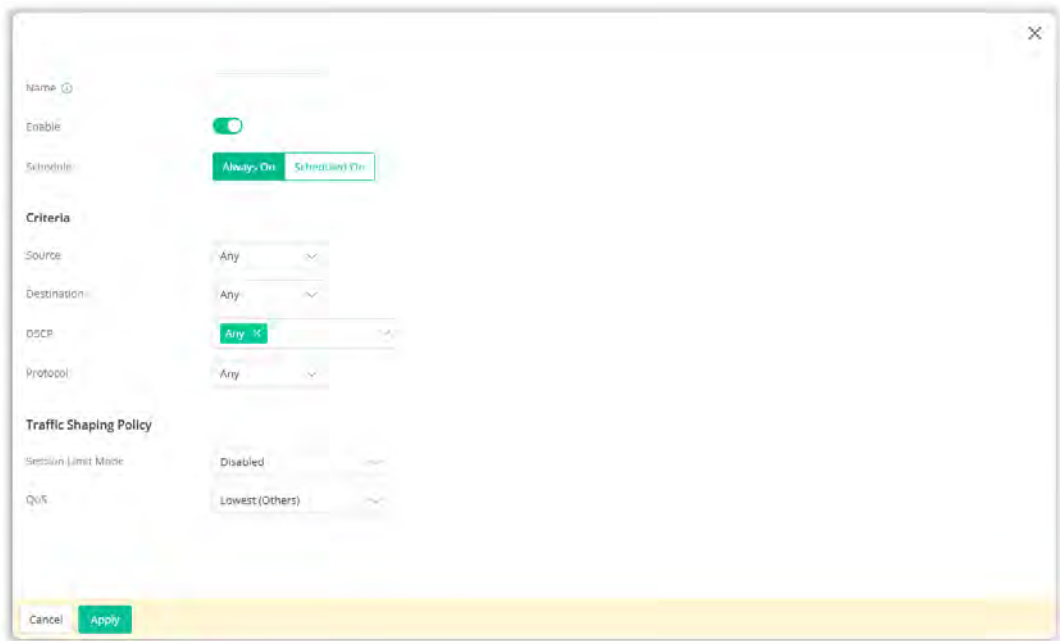 Name
Enable
Schedule Always On Scheduled On
Criteria
Source Any
Destination Any
DSCP Any ×
Protocol Any
Traffic Shaping Policy
Session Limit Mode Disabled
QoS Lowest (Others)
Cancel Apply